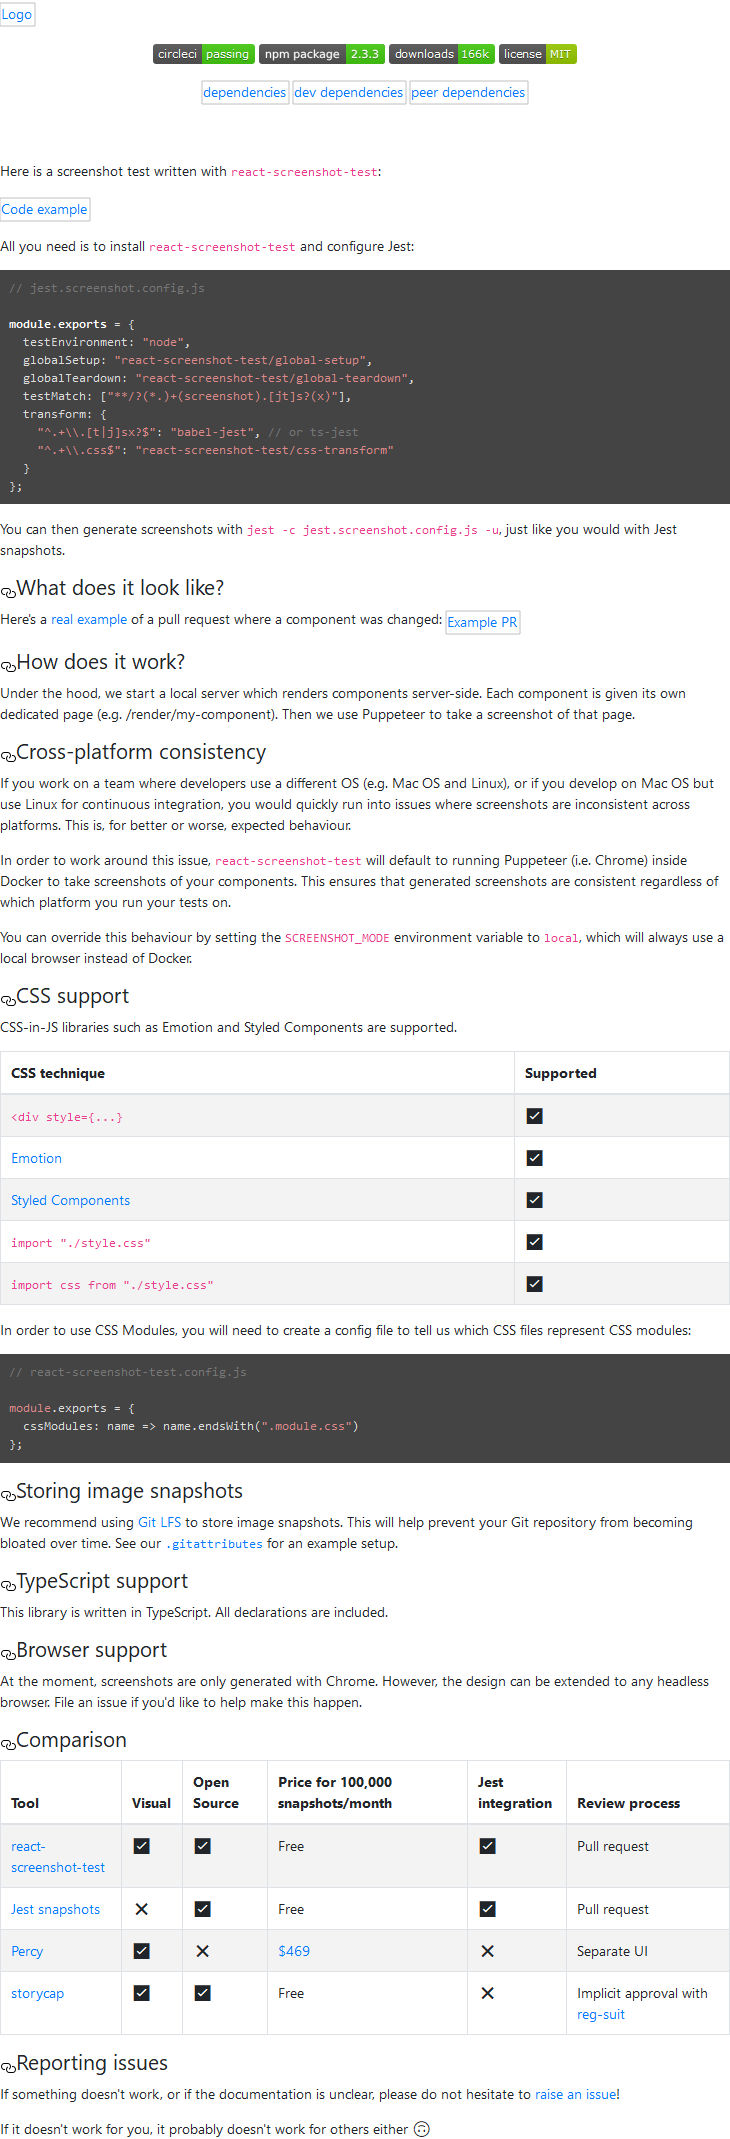 Logo
circleci passing npm package 2.3.3 downloads 166k license MIT
dependencies dev dependencies peer dependencies
Here is a screenshot test written with react-screenshot-test:
Code example
All you need is to install react-screenshot-test and configure Jest:
// jest.screenshot.config.js
module.exports = {
  testEnvironment: "node",
  globalSetup: "react-screenshot-test/global-setup",
  globalTeardown: "react-screenshot-test/global-teardown",
  testMatch: ["**/?(*.)+(screenshot).[jt]s?(x)"],
  transform: {
    "^.+\\.[t|j]sx?$": "babel-jest", // or ts-jest
    "^.+\\.css$": "react-screenshot-test/css-transform"
  }
};
You can then generate screenshots with jest -c jest.screenshot.config.js -u, just like you would with Jest
snapshots.
What does it look like?
Here's a real example of a pull request where a component was changed: Example PR
How does it work?
Under the hood, we start a local server which renders components server-side. Each component is given its own
dedicated page (e.g. /render/my-component). Then we use Puppeteer to take a screenshot of that page.
Cross-platform consistency
If you work on a team where developers use a different OS (e.g. Mac OS and Linux), or if you develop on Mac OS but
use Linux for continuous integration, you would quickly run into issues where screenshots are inconsistent across
platforms. This is, for better or worse, expected behaviour.
In order to work around this issue, react-screenshot-test will default to running Puppeteer (i.e. Chrome) inside
Docker to take screenshots of your components. This ensures that generated screenshots are consistent regardless of
which platform you run your tests on.
You can override this behaviour by setting the SCREENSHOT_MODE environment variable to local, which will always use a
local browser instead of Docker.
CSS support
CSS-in-JS libraries such as Emotion and Styled Components are supported.
CSS technique Supported
<div style={...} ☑
Emotion ☑
Styled Components ☑
import "./style.css" ☑
import css from "./style.css" ☑
In order to use CSS Modules, you will need to create a config file to tell us which CSS files represent CSS modules:
// react-screenshot-test.config.js
module.exports = {
  cssModules: name => name.endsWith(".module.css")
};
Storing image snapshots
We recommend using Git LFS to store image snapshots. This will help prevent your Git repository from becoming
bloated over time. See our .gitattributes for an example setup.
TypeScript support
This library is written in TypeScript. All declarations are included.
Browser support
At the moment, screenshots are only generated with Chrome. However, the design can be extended to any headless
browser. File an issue if you'd like to help make this happen.
Comparison
Tool Visual Open Source Price for 100,000 snapshots/month Jest integration Review process
react-screenshot-test ☑ ☑ Free ☑ Pull request
Jest snapshots ✕ ☑ Free ☑ Pull request
Percy ☑ ✕ $469 ✕ Separate UI
storycap ☑ ☑ Free ✕ Implicit approval with reg-suit
Reporting issues
If something doesn't work, or if the documentation is unclear, please do not hesitate to raise an issue!
If it doesn't work for you, it probably doesn't work for others either 🙃